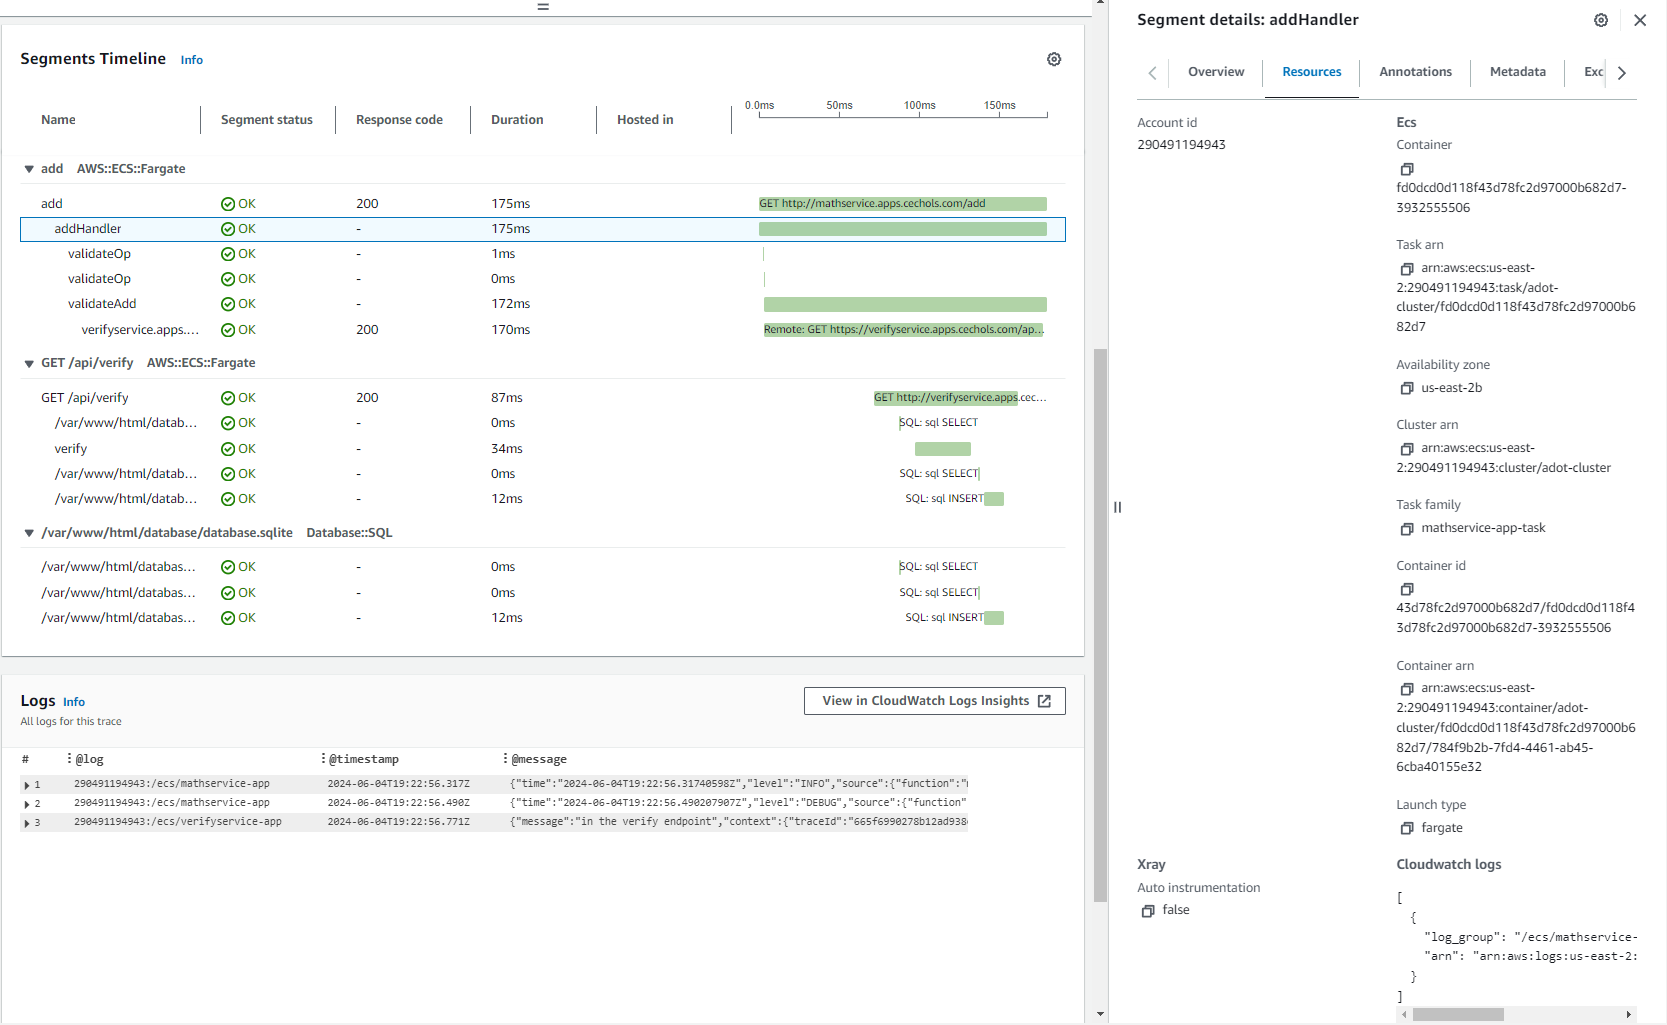 Segments Timeline Info
Name Segment status Response code Duration Hosted in 0.0ms 50ms 100ms 150ms
add AWS::ECS::Fargate
add OK 200 175ms GET http://mathservice.apps.cechols.com/add
addHandler OK - 175ms
validateOp OK - 1ms
validateOp OK - 0ms
validateAdd OK - 172ms
verifyservice.apps.... OK 200 170ms Remote: GET https://verifyservice.apps.cechols.com/ap...
GET /api/verify AWS::ECS::Fargate
GET /api/verify OK 200 87ms GET http://verifyservice.apps.cec...
/var/www/html/datab... OK - 0ms SQL: sql SELECT
verify OK - 34ms
/var/www/html/datab... OK - 0ms SQL: sql SELECT
/var/www/html/datab... OK - 12ms SQL: sql INSERT
/var/www/html/database/database.sqlite Database::SQL
/var/www/html/databas... OK - 0ms SQL: sql SELECT
/var/www/html/databas... OK - 0ms SQL: sql SELECT
/var/www/html/databas... OK - 12ms SQL: sql INSERT
Logs Info
All logs for this trace
View in CloudWatch Logs Insights
# @log @timestamp @message
1 290491194943:/ecs/mathservice-app 2024-06-04T19:22:56.317Z {"time":"2024-06-04T19:22:56.31740598Z","level":"INFO","source":{"function":"
2 290491194943:/ecs/mathservice-app 2024-06-04T19:22:56.490Z {"time":"2024-06-04T19:22:56.490207907Z","level":"DEBUG","source":{"function"
3 290491194943:/ecs/verifyservice-app 2024-06-04T19:22:56.771Z {"message":"in the verify endpoint","context":{"traceId":"665f6990278b12ad938
Segment details: addHandler
Overview Resources Annotations Metadata Exc
Account id
290491194943
Ecs
Container
fd0dcd0d118f43d78fc2d97000b682d7-
3932555506
Task arn
arn:aws:ecs:us-east-
2:290491194943:task/adot-
cluster/fd0dcd0d118f43d78fc2d97000b6
82d7
Availability zone
us-east-2b
Cluster arn
arn:aws:ecs:us-east-
2:290491194943:cluster/adot-cluster
Task family
mathservice-app-task
Container id
43d78fc2d97000b682d7/fd0dcd0d118f4
3d78fc2d97000b682d7-3932555506
Container arn
arn:aws:ecs:us-east-
2:290491194943:container/adot-
cluster/fd0dcd0d118f43d78fc2d97000b6
82d7/784f9b2b-7fd4-4461-ab45-
6cba40155e32
Launch type
fargate
Xray
Auto instrumentation
false
Cloudwatch logs
[
{
"log_group": "/ecs/mathservice-
"arn": "arn:aws:logs:us-east-2:
}
]